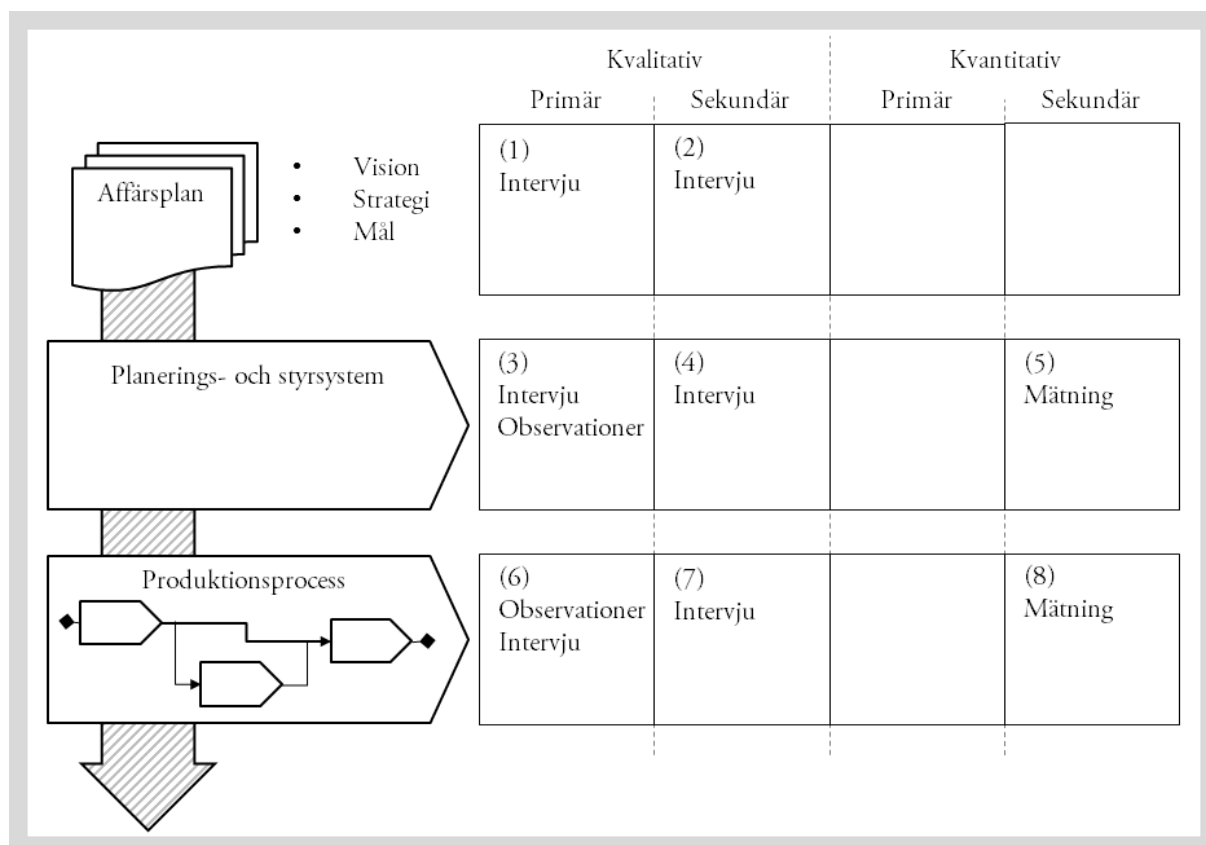 Kvalitativ Kvantitativ
Primär Sekundär Primär Sekundär
Affärsplan
• Vision
• Strategi
• Mål
(1)
Intervju
(2)
Intervju
Planerings- och styrsystem
(3)
Intervju
Observationer
(4)
Intervju
(5)
Mätning
Produktionsprocess
(6)
Observationer
Intervju
(7)
Intervju
(8)
Mätning